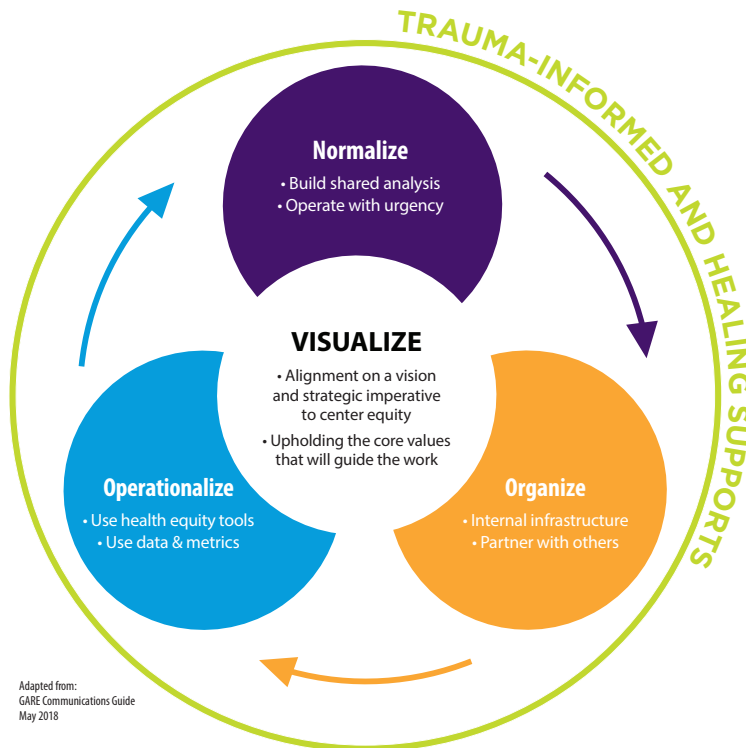 TRAUMA-INFORMED AND HEALING SUPPORTS
Normalize
• Build shared analysis
• Operate with urgency
VISUALIZE
• Alignment on a vision
and strategic imperative
to center equity
• Upholding the core values
that will guide the work
Operationalize
• Use health equity tools
• Use data & metrics
Organize
• Internal infrastructure
• Partner with others
Adapted from:
GARE Communications Guide
May 2018